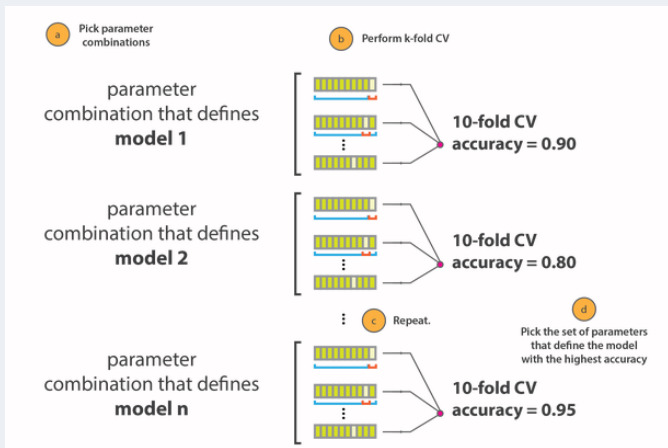 a
Pick parameter
combinations
b
Perform k-fold CV
parameter
combination that defines
model 1
10-fold CV
accuracy = 0.90
parameter
combination that defines
model 2
10-fold CV
accuracy = 0.80
c
Repeat.
d
Pick the set of parameters
that define the model
with the highest accuracy
parameter
combination that defines
model n
10-fold CV
accuracy = 0.95